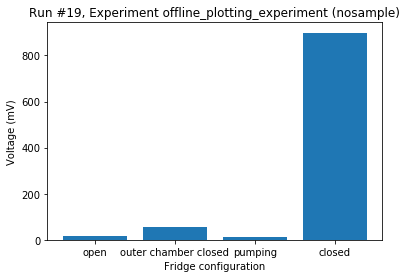 Run #19, Experiment offline_plotting_experiment (nosample)
800
600
400
200
0
Voltage (mV)
open outer chamber closed pumping closed
Fridge configuration